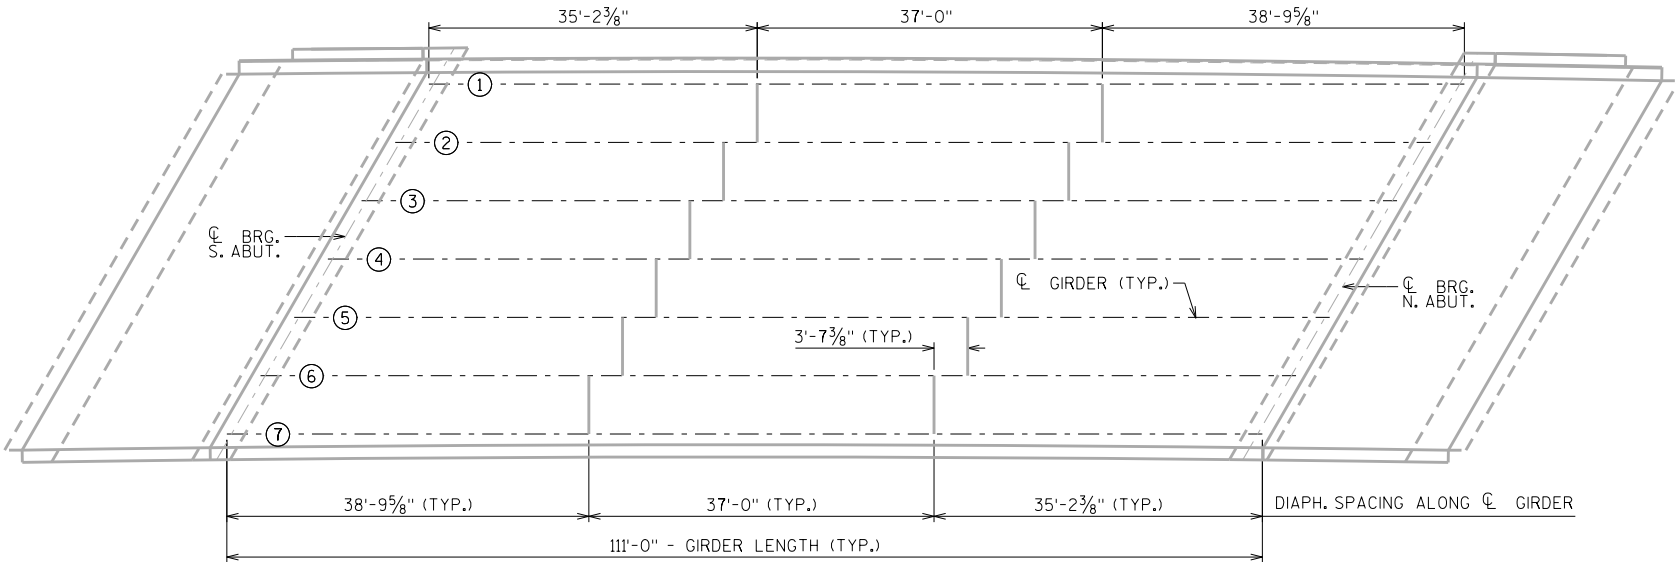 35'-2⅜" 37'-0" 38'-9⅝"
1
2
3
℄ BRG.
S. ABUT.
4
℄ GIRDER (TYP.)
℄ BRG.
N. ABUT.
5
3'-7⅜" (TYP.)
6
7
38'-9⅝" (TYP.) 37'-0" (TYP.) 35'-2⅜" (TYP.) DIAPH. SPACING ALONG ℄ GIRDER
111'-0" - GIRDER LENGTH (TYP.)